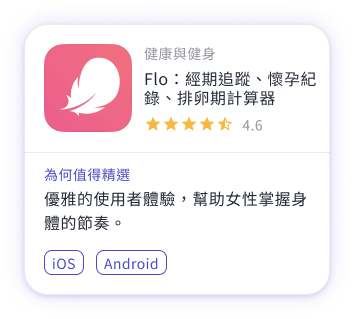 健康與健身
Flo：經期追蹤、懷孕紀
錄、排卵期計算器
4.6
為何值得精選
優雅的使用者體驗，幫助女性掌握身
體的節奏。
iOS
Android